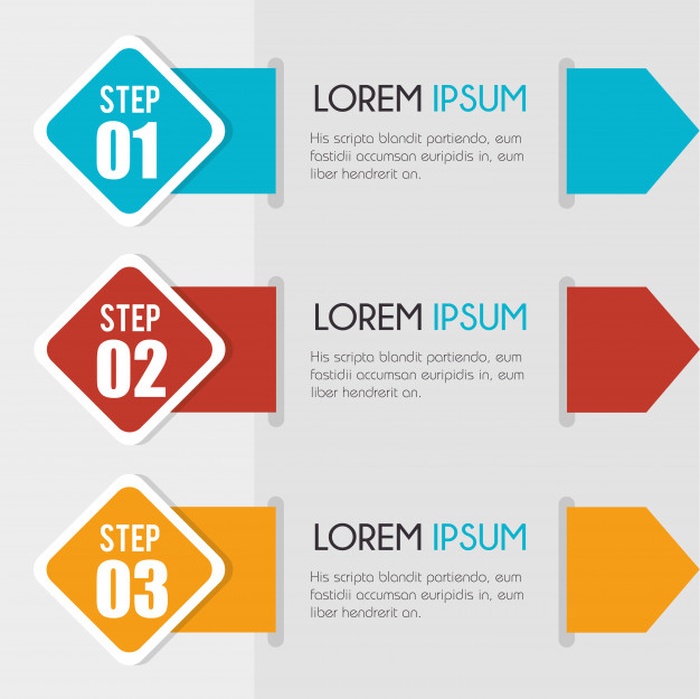 STEP
01
LOREM IPSUM
His scripta blandit partiendo, eum
fastidii accumsan euripidis in, eum
liber hendrerit an.
STEP
02
LOREM IPSUM
His scripta blandit partiendo, eum
fastidii accumsan euripidis in, eum
liber hendrerit an.
STEP
03
LOREM IPSUM
His scripta blandit partiendo, eum
fastidii accumsan euripidis in, eum
liber hendrerit an.